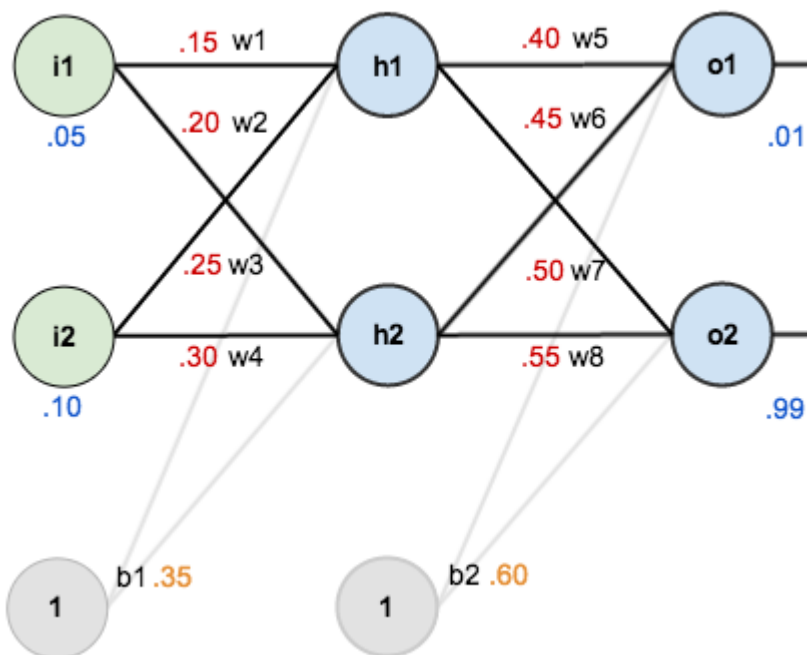 i1 .15 w1 h1 .40 w5 o1
.05 .20 w2 .45 w6 .01
.25 w3 .50 w7
i2 .30 w4 h2 .55 w8 o2
.10 .99
1 b1 .35 1 b2 .60